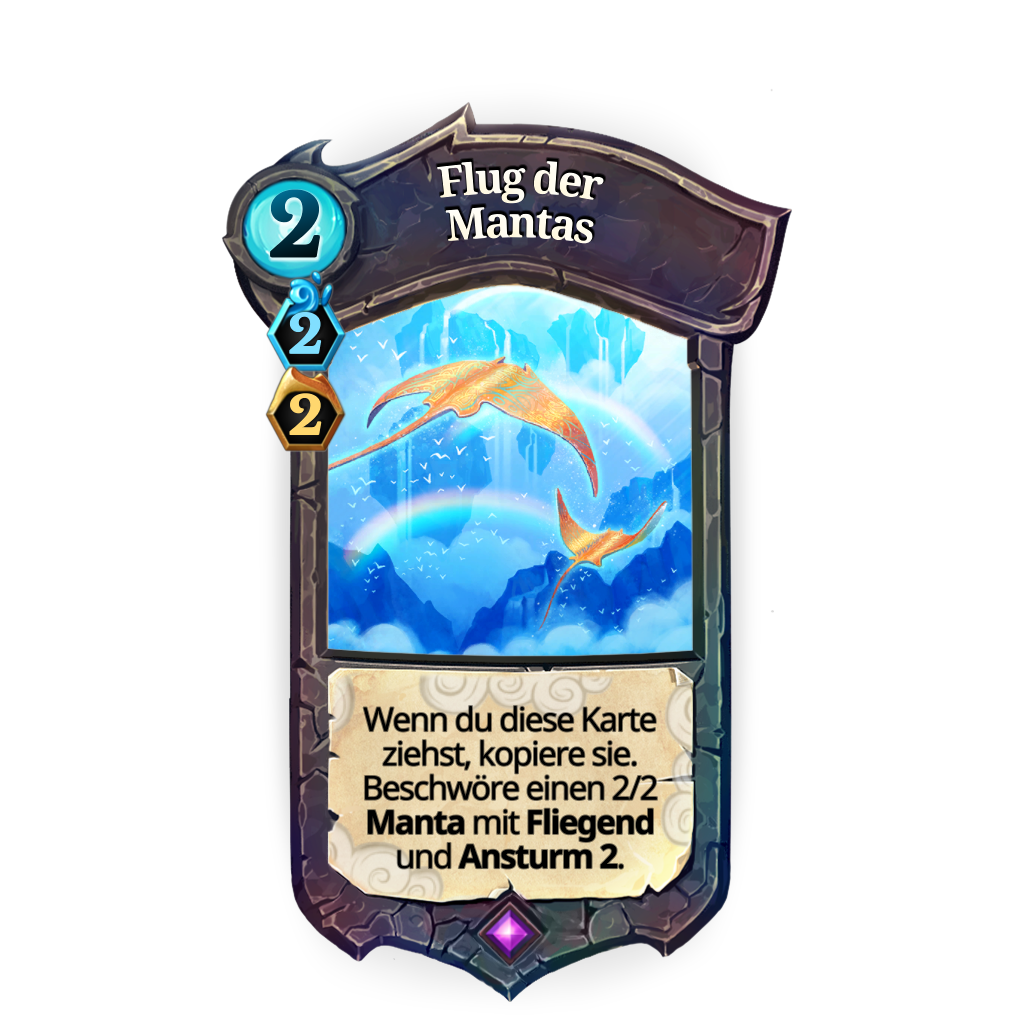 Flug der
Mantas
2
2
2
Wenn du diese Karte
ziehst, kopiere sie.
Beschwöre einen 2/2
Manta mit Fliegend
und Ansturm 2.